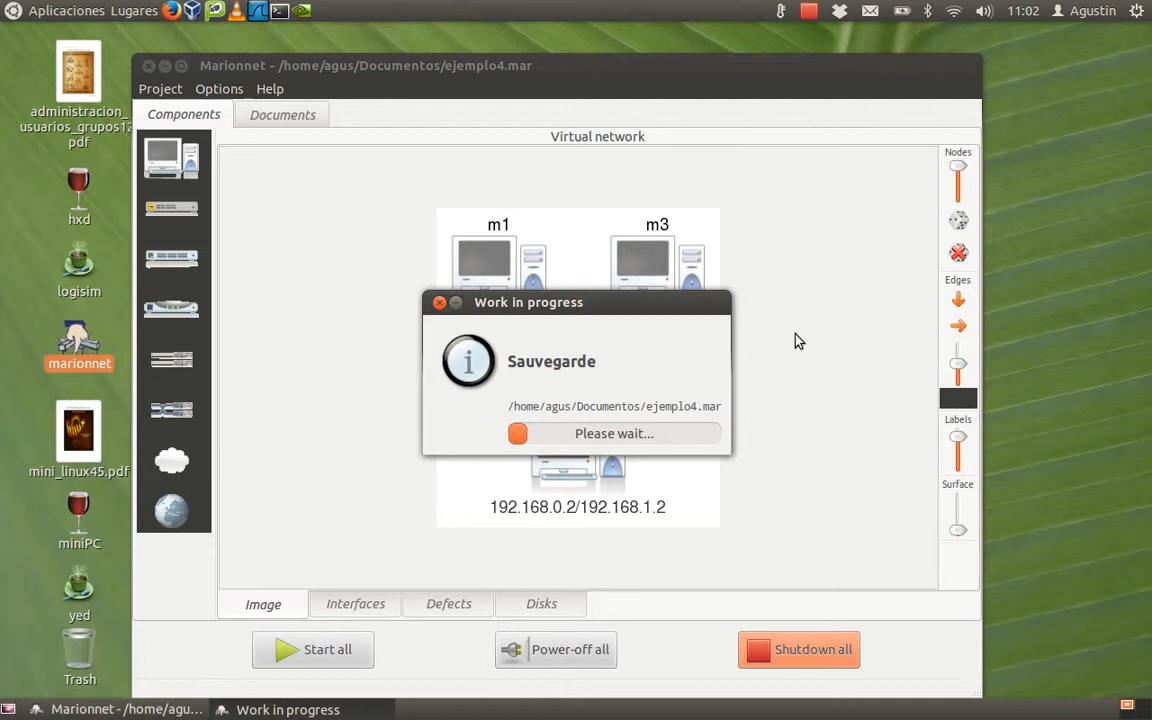 Aplicaciones Lugares 11:02 Agustin
administracion_
usuarios_grupos12
pdf
hxd
logisim
marionnet
mini_linux45.pdf
miniPC
yed
Trash
Marionnet - /home/agus/Documentos/ejemplo4.mar
Project Options Help
Components Documents
Virtual network
Nodes
Edges
Labels
Surface
m1 m3
Work in progress
Sauvegarde
/home/agus/Documentos/ejemplo4.mar
Please wait...
192.168.0.2/192.168.1.2
Image Interfaces Defects Disks
Start all Power-off all Shutdown all
Marionnet - /home/agu... Work in progress